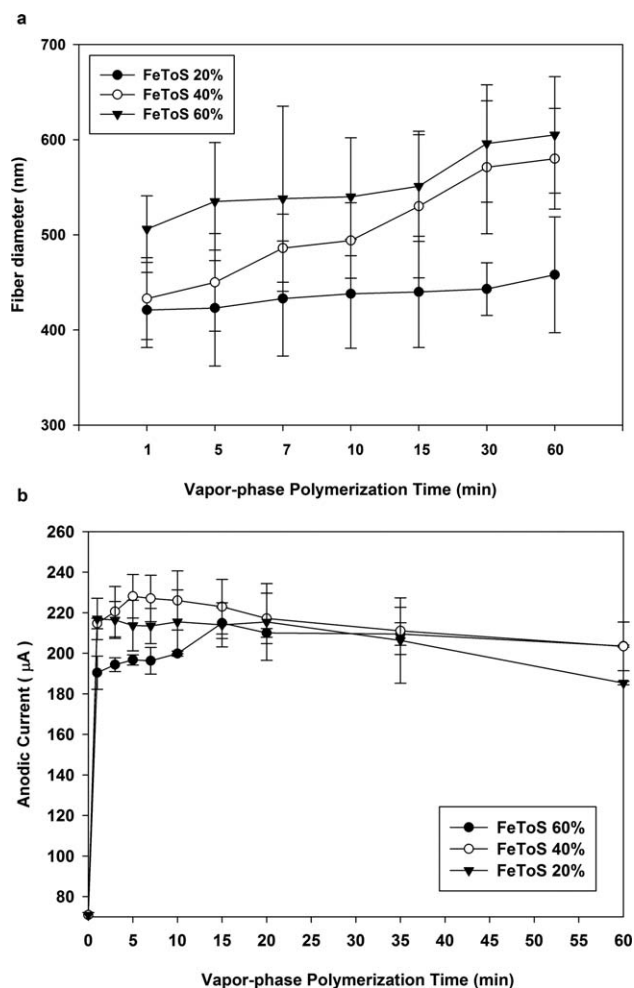 a
700
600
500
400
300
Fiber diameter (nm)
FeToS 20%
FeToS 40%
FeToS 60%
1 5 7 10 15 30 60
Vapor-phase Polymerization Time (min)
b
260
240
220
200
180
160
140
120
100
80
Anodic Current ( μA)
FeToS 60%
FeToS 40%
FeToS 20%
0 5 10 15 20 25 30 35 40 45 50 55 60
Vapor-phase Polymerization Time (min)